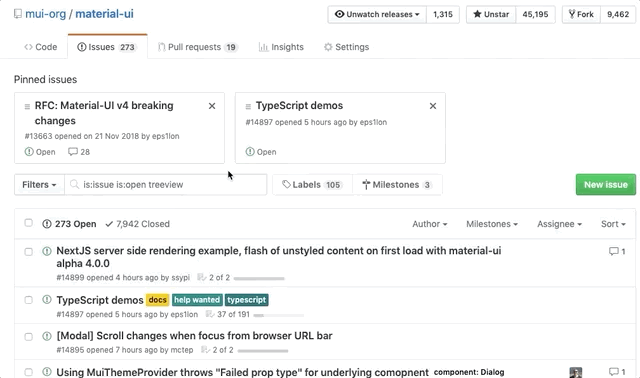 mui-org / material-ui
Unwatch releases 1,315 Unstar 45,195 Fork 9,462
Code Issues 273 Pull requests 19 Insights Settings
Pinned issues
RFC: Material-UI v4 breaking
changes
#13663 opened on 21 Nov 2018 by eps1lon
Open 28
TypeScript demos
#14897 opened 5 hours ago by eps1lon
Open
Filters is:issue is:open treeview Labels 105 Milestones 3 New issue
273 Open 7,942 Closed Author Milestones Assignee Sort
NextJS server side rendering example, flash of unstyled content on first load with material-ui
alpha 4.0.0
1
#14899 opened 4 hours ago by ssypi 2 of 2
TypeScript demos docs help wanted typescript
#14897 opened 5 hours ago by eps1lon 37 of 191
[Modal] Scroll changes when focus from browser URL bar
#14895 opened 7 hours ago by mctep 2 of 2
Using MuiThemeProvider throws "Failed prop type" for underlying comopnent component: Dialog 1